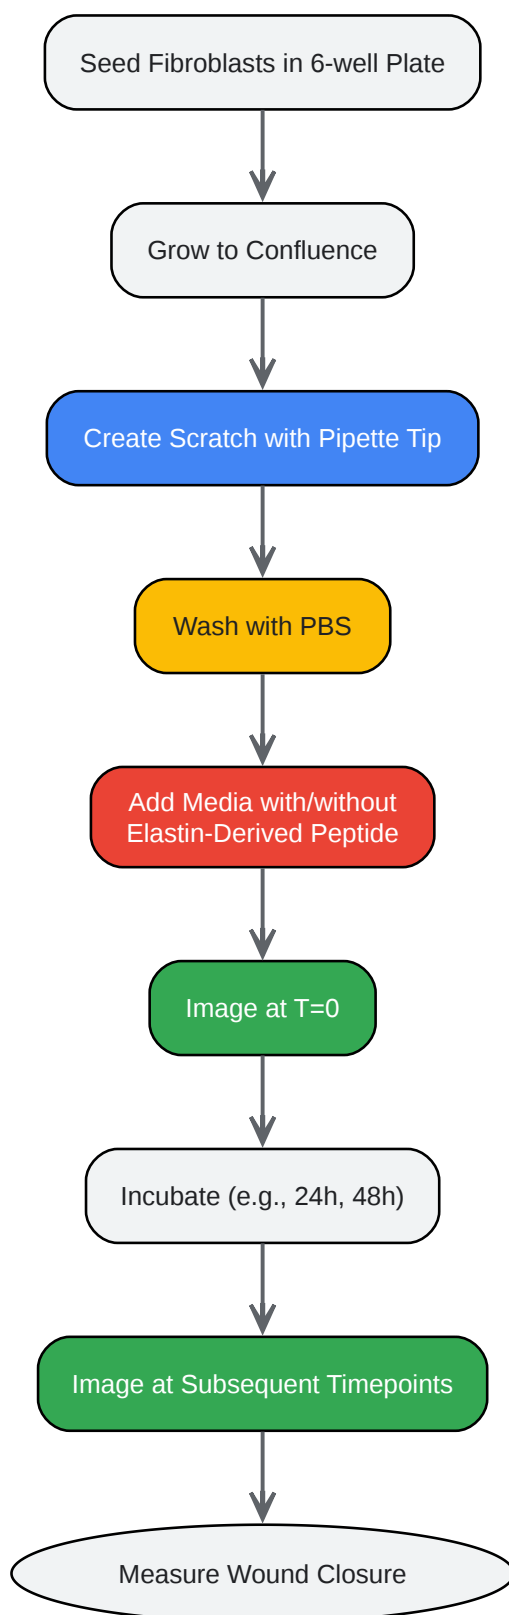 Seed Fibroblasts in 6-well Plate
Grow to Confluence
Create Scratch with Pipette Tip
Wash with PBS
Add Media with/without
Elastin-Derived Peptide
Image at T=0
Incubate (e.g., 24h, 48h)
Image at Subsequent Timepoints
Measure Wound Closure